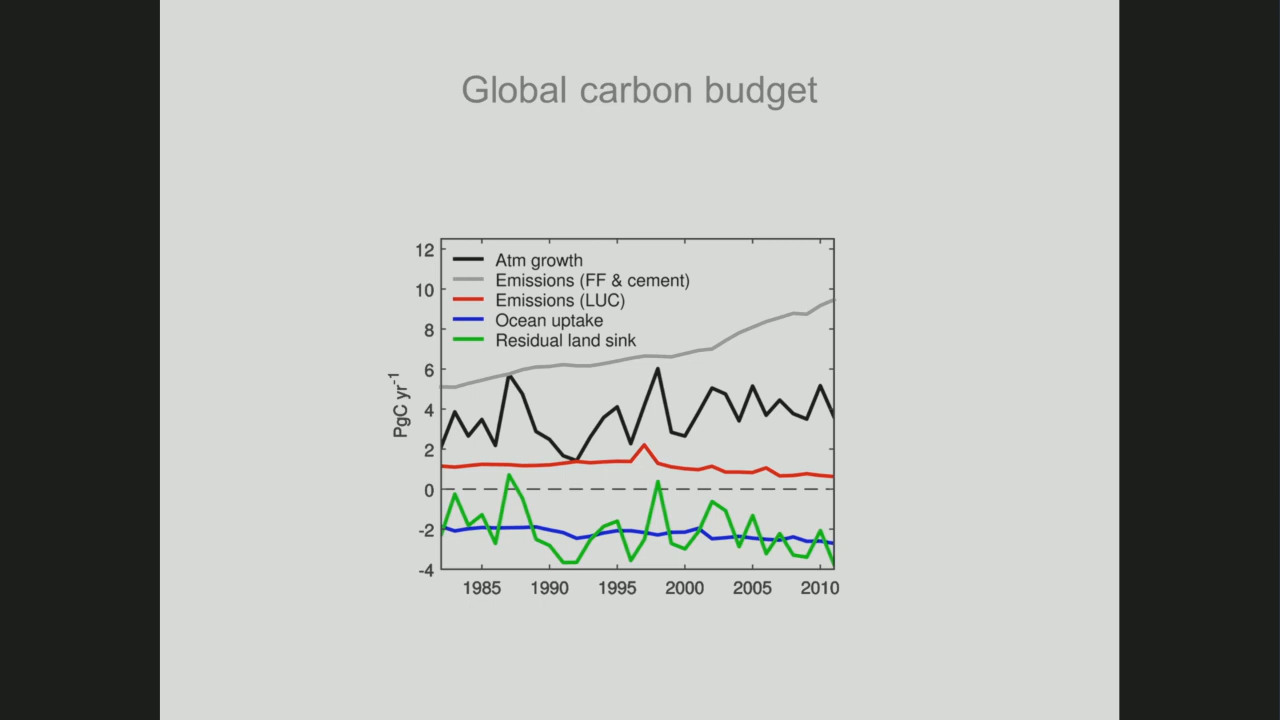 Global carbon budget
12
10
8
6
4
2
0
-2
-4
PgC yr-1
Atm growth
Emissions (FF & cement)
Emissions (LUC)
Ocean uptake
Residual land sink
1985 1990 1995 2000 2005 2010